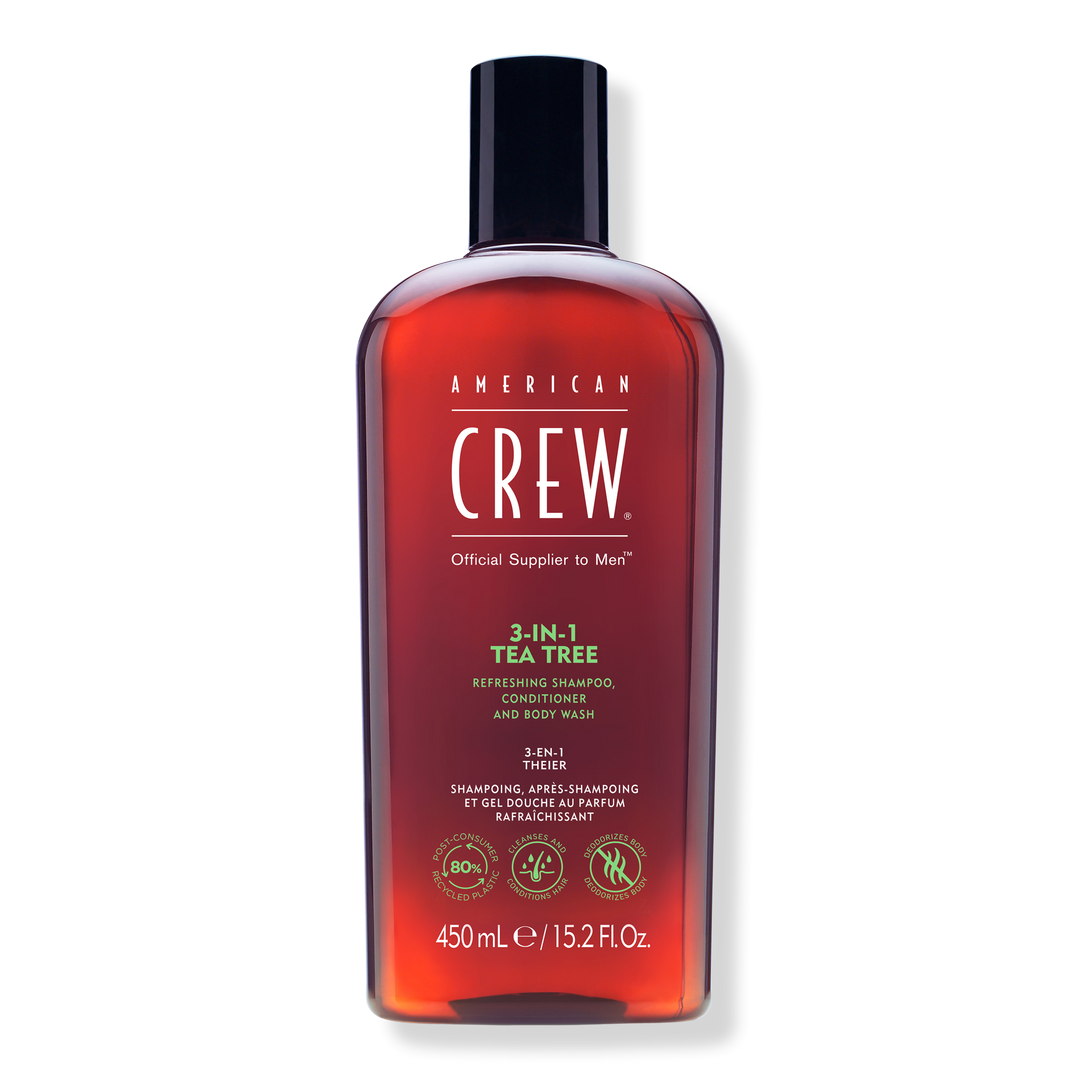 AMERICAN
CREW®
Official Supplier to Men™
3-IN-1
TEA TREE
REFRESHING SHAMPOO,
CONDITIONER
AND BODY WASH
3-EN-1
THEIER
SHAMPOING, APRÈS-SHAMPOING
ET GEL DOUCHE AU PARFUM
RAFRAÎCHISSANT
POST-CONSUMER
80%
RECYCLED PLASTIC
CLEANSES AND
CONDITIONS HAIR
DEODORIZES BODY
DEODORIZES BODY
450 mL ℮ / 15.2 Fl. Oz.